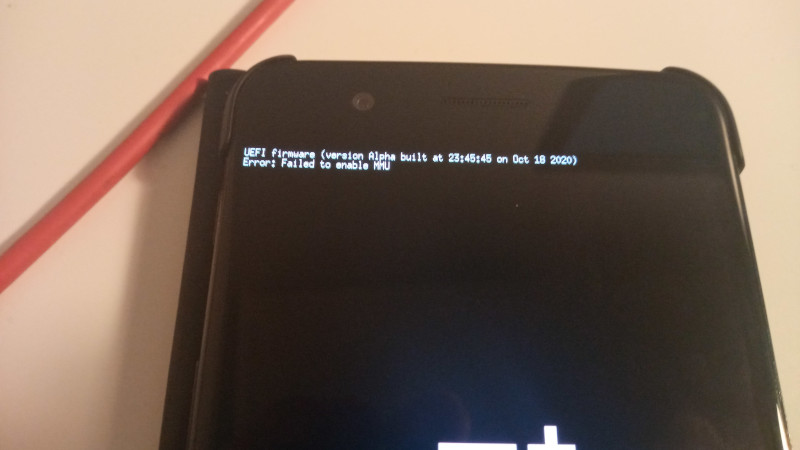 UEFI firmware (version Alpha built at 23:45:45 on Oct 18 2020)
Error: Failed to enable MMU